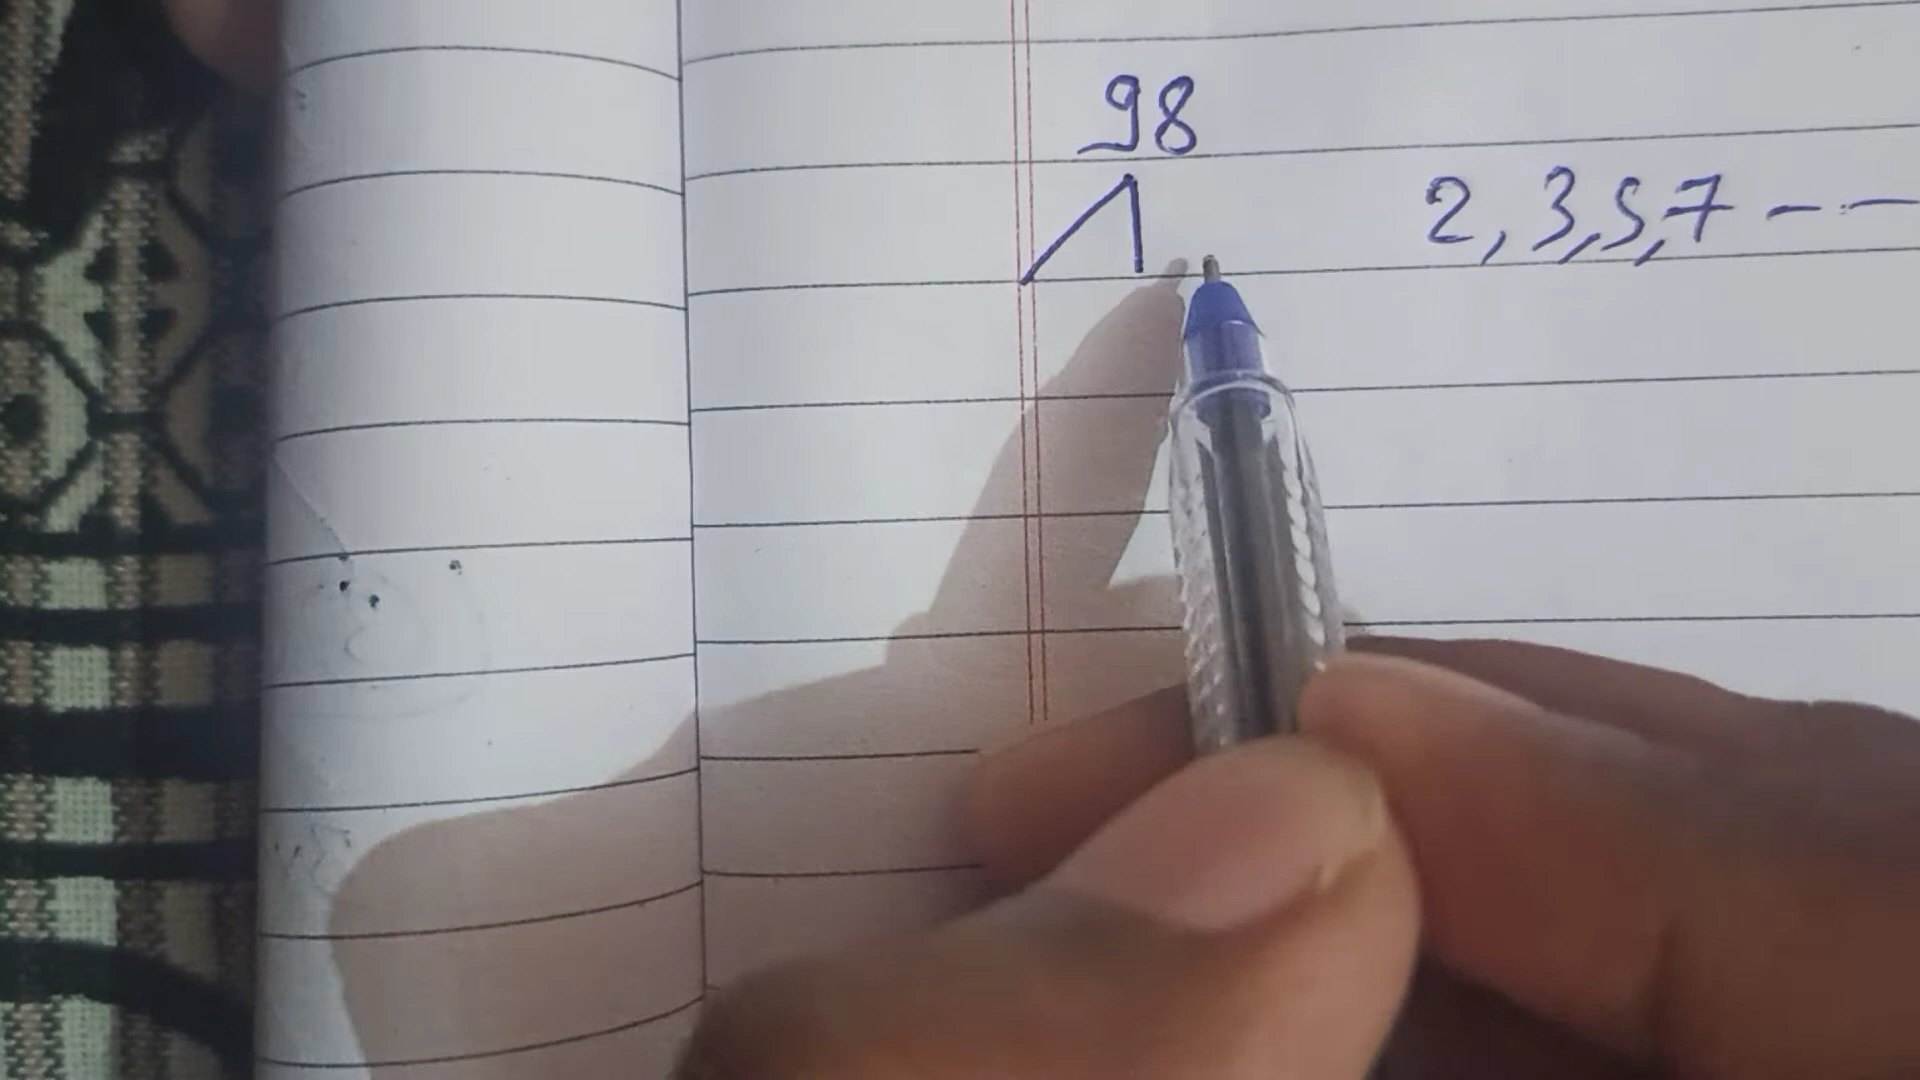 98
2, 3, 5, 7 - -